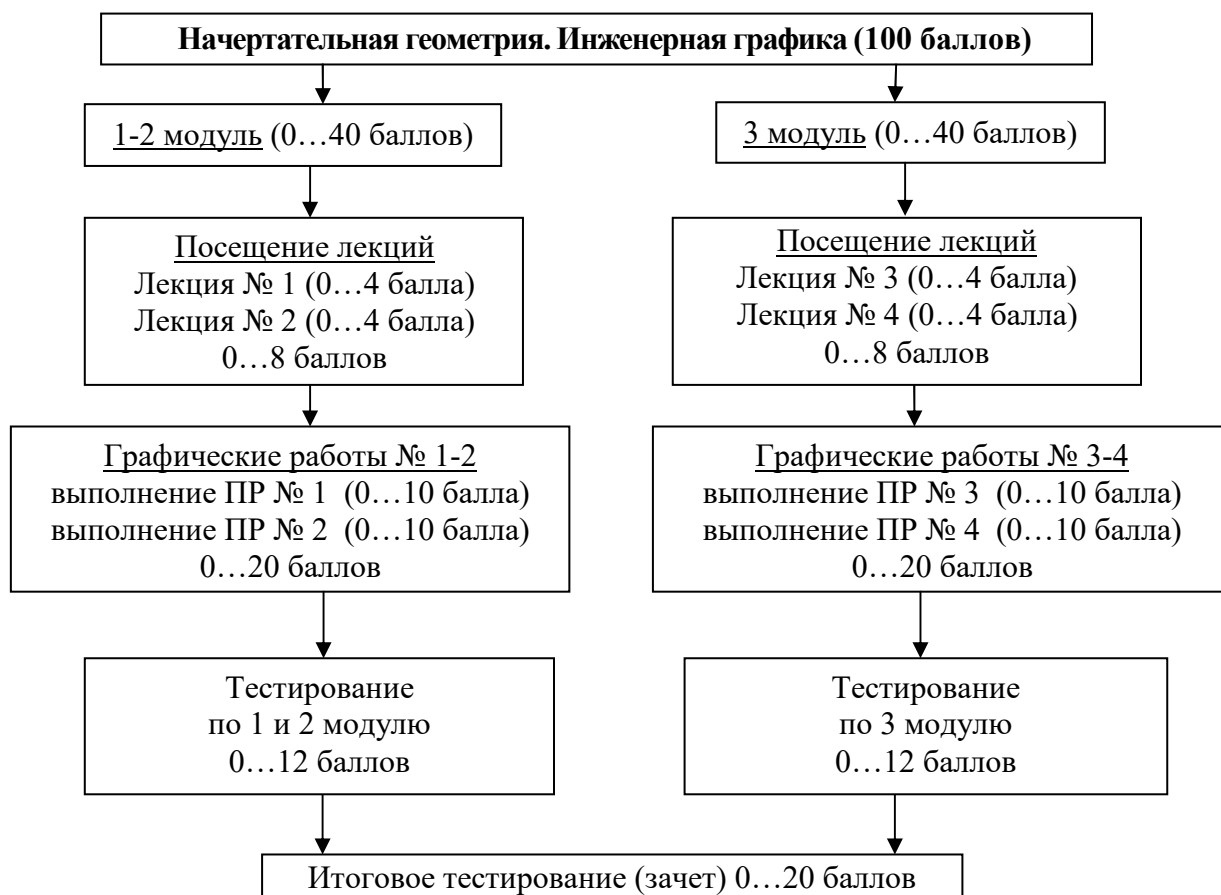 Начертательная геометрия. Инженерная графика (100 баллов)
1-2 модуль (0…40 баллов)
3 модуль (0…40 баллов)
Посещение лекций
Лекция № 1 (0…4 балла)
Лекция № 2 (0…4 балла)
0…8 баллов
Посещение лекций
Лекция № 3 (0…4 балла)
Лекция № 4 (0…4 балла)
0…8 баллов
Графические работы № 1-2
выполнение ПР № 1 (0…10 балла)
выполнение ПР № 2 (0…10 баллов)
0…20 баллов
Графические работы № 3-4
выполнение ПР № 3 (0…10 баллов)
выполнение ПР № 4 (0…10 баллов)
0…20 баллов
Тестирование
по 1 и 2 модулю
0…12 баллов
Тестирование
по 3 модулю
0…12 баллов
Итоговое тестирование (зачет) 0…20 баллов